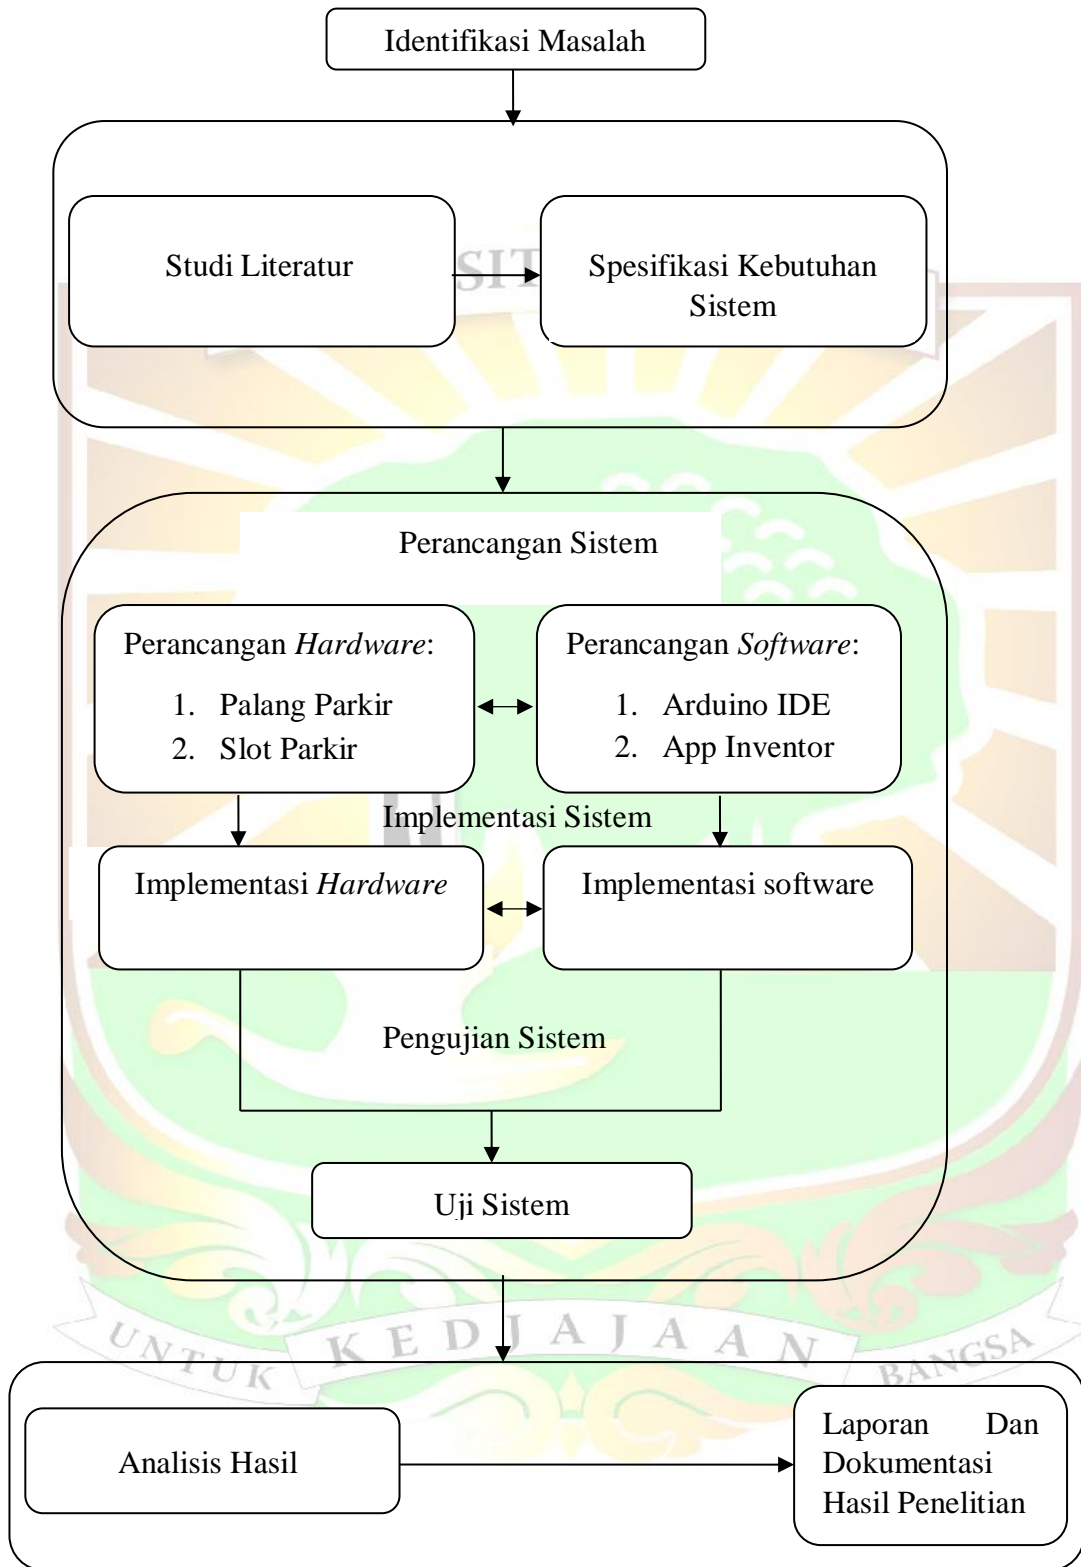 Identifikasi Masalah
SIT
Studi Literatur
Spesifikasi Kebutuhan
Sistem
Perancangan Sistem
Perancangan Hardware:
1. Palang Parkir
2. Slot Parkir
Perancangan Software:
1. Arduino IDE
2. App Inventor
Implementasi Sistem
Implementasi Hardware
Implementasi software
Pengujian Sistem
Uji Sistem
UNTUK KEDJAJAAN BANGSA
Analisis Hasil
Laporan Dan
Dokumentasi
Hasil Penelitian